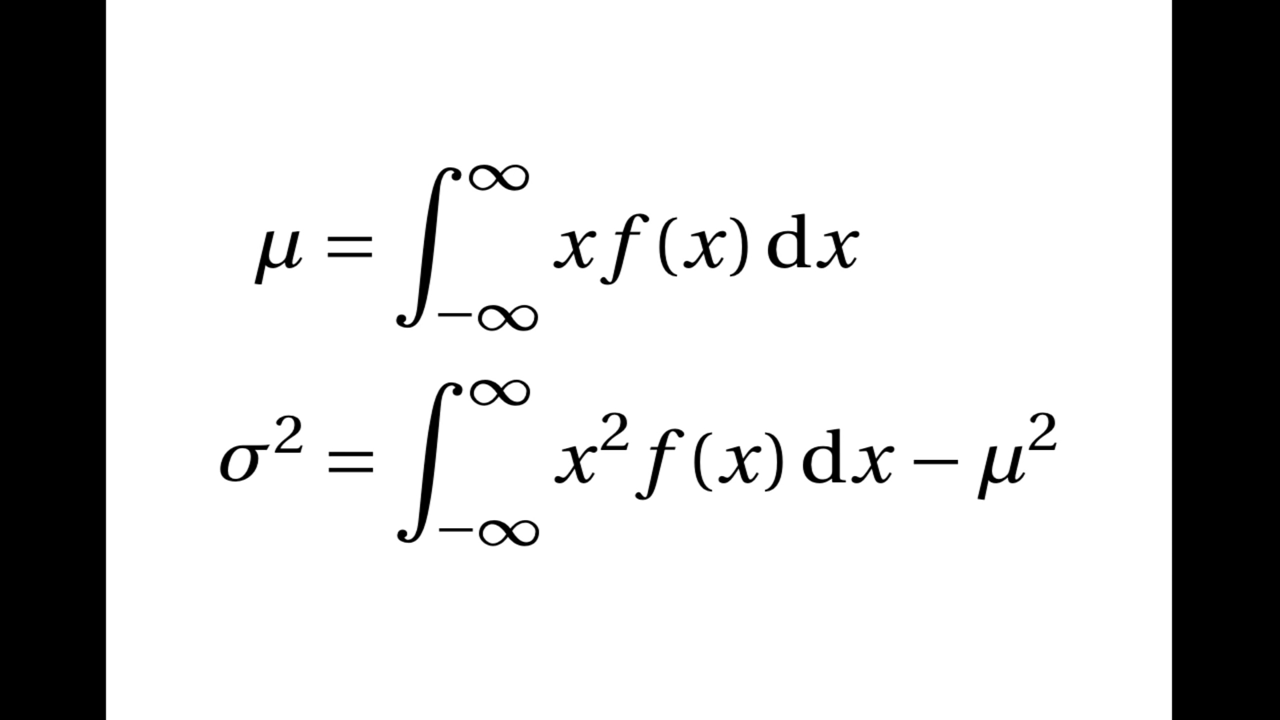 μ = ∫_{-∞}^{∞} x f(x) dx
σ² = ∫_{-∞}^{∞} x² f(x) dx − μ²